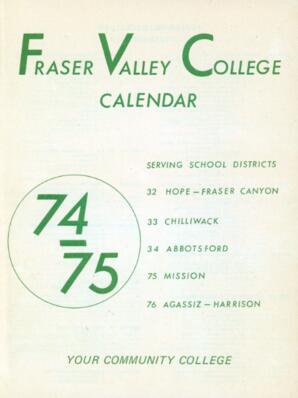 FRASER VALLEY COLLEGE
CALENDAR
SERVING SCHOOL DISTRICTS
32 HOPE – FRASER CANYON
33 CHILLIWACK
34 ABBOTSFORD
75 MISSION
76 AGASSIZ – HARRISON
74
75
YOUR COMMUNITY COLLEGE